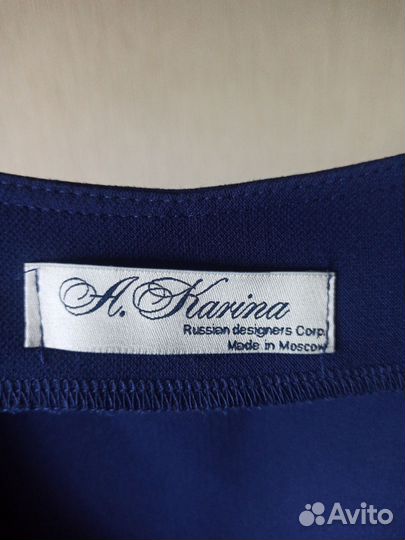 A. Karina
Russian designers Corp.
Made in Moscow
Avito